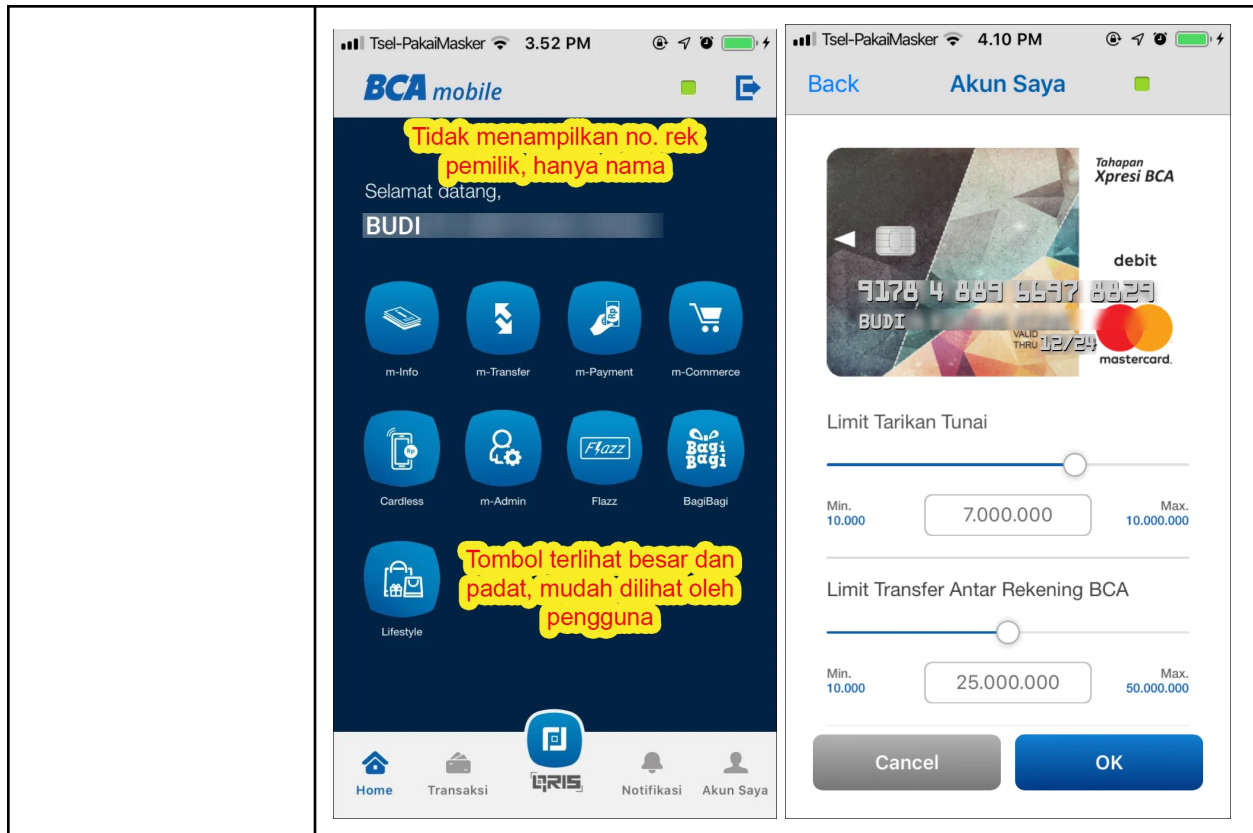 Tsel-PakaiMasker 3.52 PM
BCA mobile
Tidak menampilkan no. rek
pemilik, hanya nama
Selamat datang,
BUDI
m-Info m-Transfer m-Payment m-Commerce
Rp
Flazz
Bagi
Bagi
Cardless m-Admin Flazz BagiBagi
Tombol terlihat besar dan
padat, mudah dilihat oleh
pengguna
Lifestyle
QRIS
Home Transaksi Notifikasi Akun Saya
Tsel-PakaiMasker 4.10 PM
Back Akun Saya
Tahapan
Xpresi BCA
debit
9178 4 889 6697 8829
BUDI
VALID
THRU 12/24
mastercard.
Limit Tarikan Tunai
Min. Max.
10.000 7.000.000 10.000.000
Limit Transfer Antar Rekening BCA
Min. Max.
10.000 25.000.000 50.000.000
Cancel OK